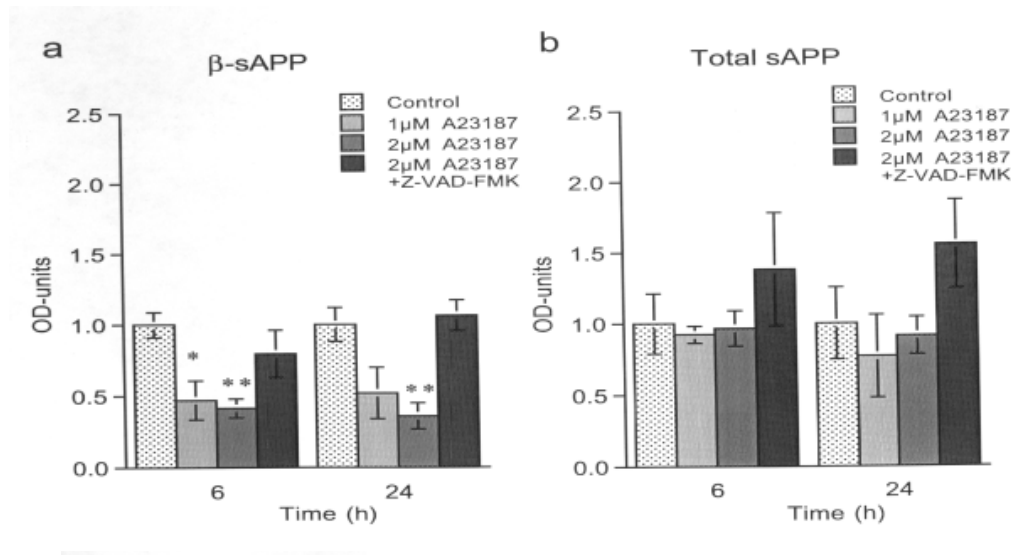 a
β-sAPP
Control
1μM A23187
2μM A23187
2μM A23187
+Z-VAD-FMK
2.5
2.0
1.5
1.0
0.5
0.0
OD-units
*
**
**
6
24
Time (h)
b
Total sAPP
Control
1μM A23187
2μM A23187
2μM A23187
+Z-VAD-FMK
2.5
2.0
1.5
1.0
0.5
0.0
OD-units
6
24
Time (h)